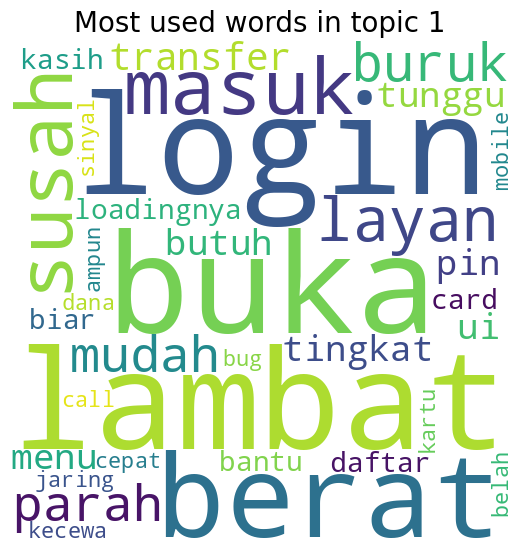 Most used words in topic 1
kasih
transfer
buruk
masuk
tunggu
susah
sinyal
login
mobile
loadingnya
layan
butuh
ampun
buka
pin
dana
card
biar
ui
mudah
bug
tingkat
lambat
call
kartu
menu
cepat
bantu
daftar
belah
jaring
parah
berat
kecewa